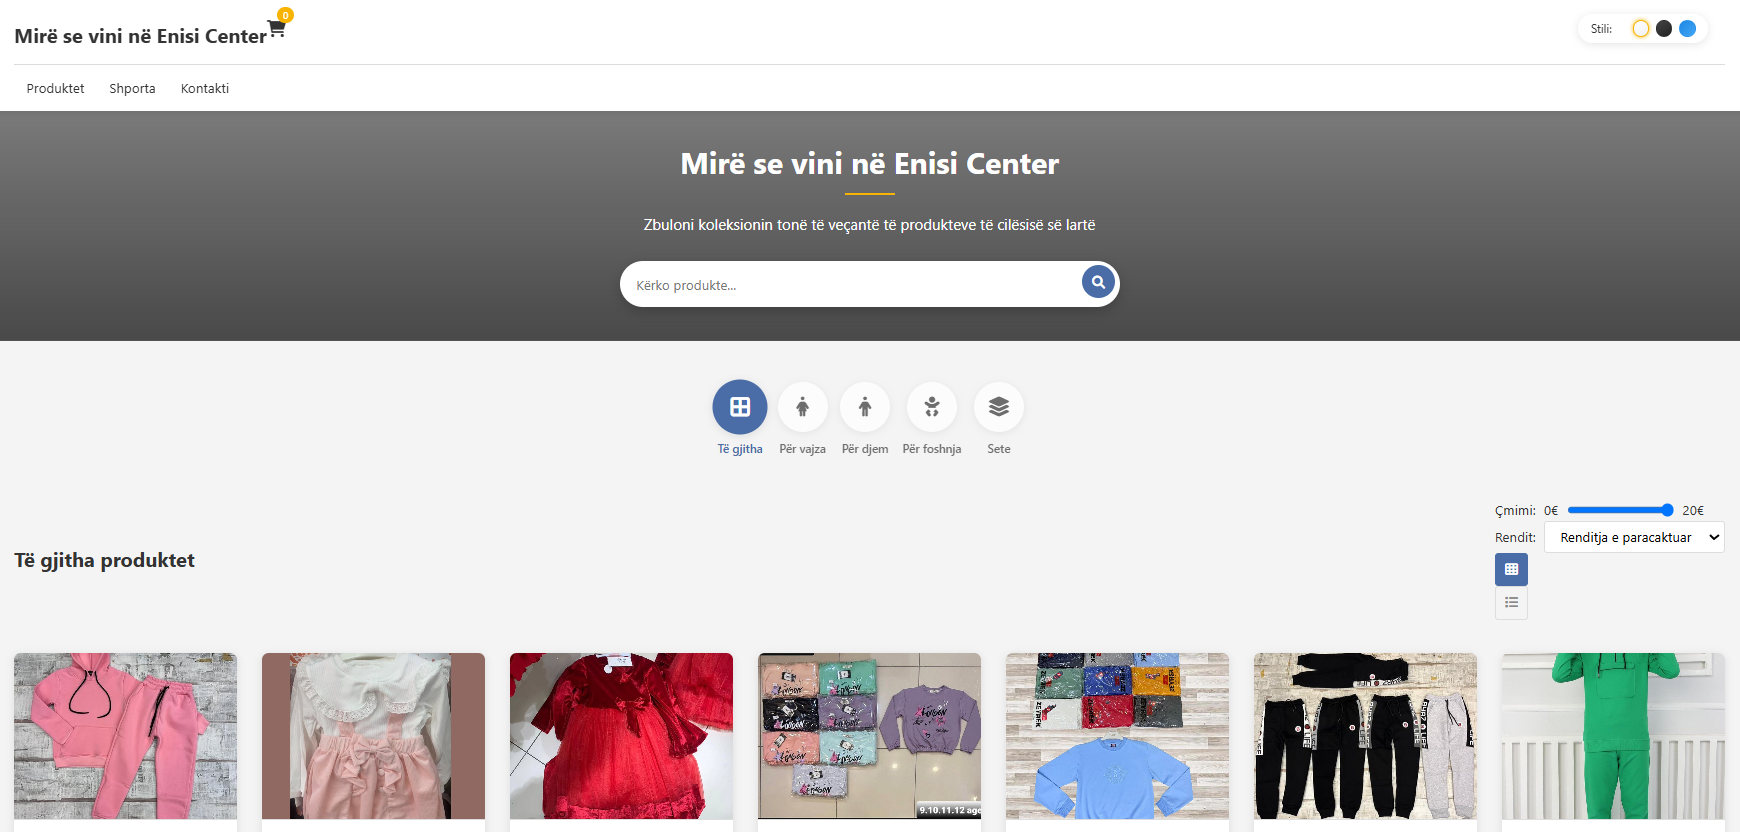 Mirë se vini në Enisi Center
0
Stili:
Produktet
Shporta
Kontakti
Mirë se vini në Enisi Center
Zbuloni koleksionin tonë të veçantë të produkteve të cilësisë së lartë
Kërko produkte...
Të gjitha
Për vajza
Për djem
Për foshnja
Sete
Çmimi: 0€ 20€
Rendit: Renditja e paracaktuar
Të gjitha produktet
9.10.11.12 age